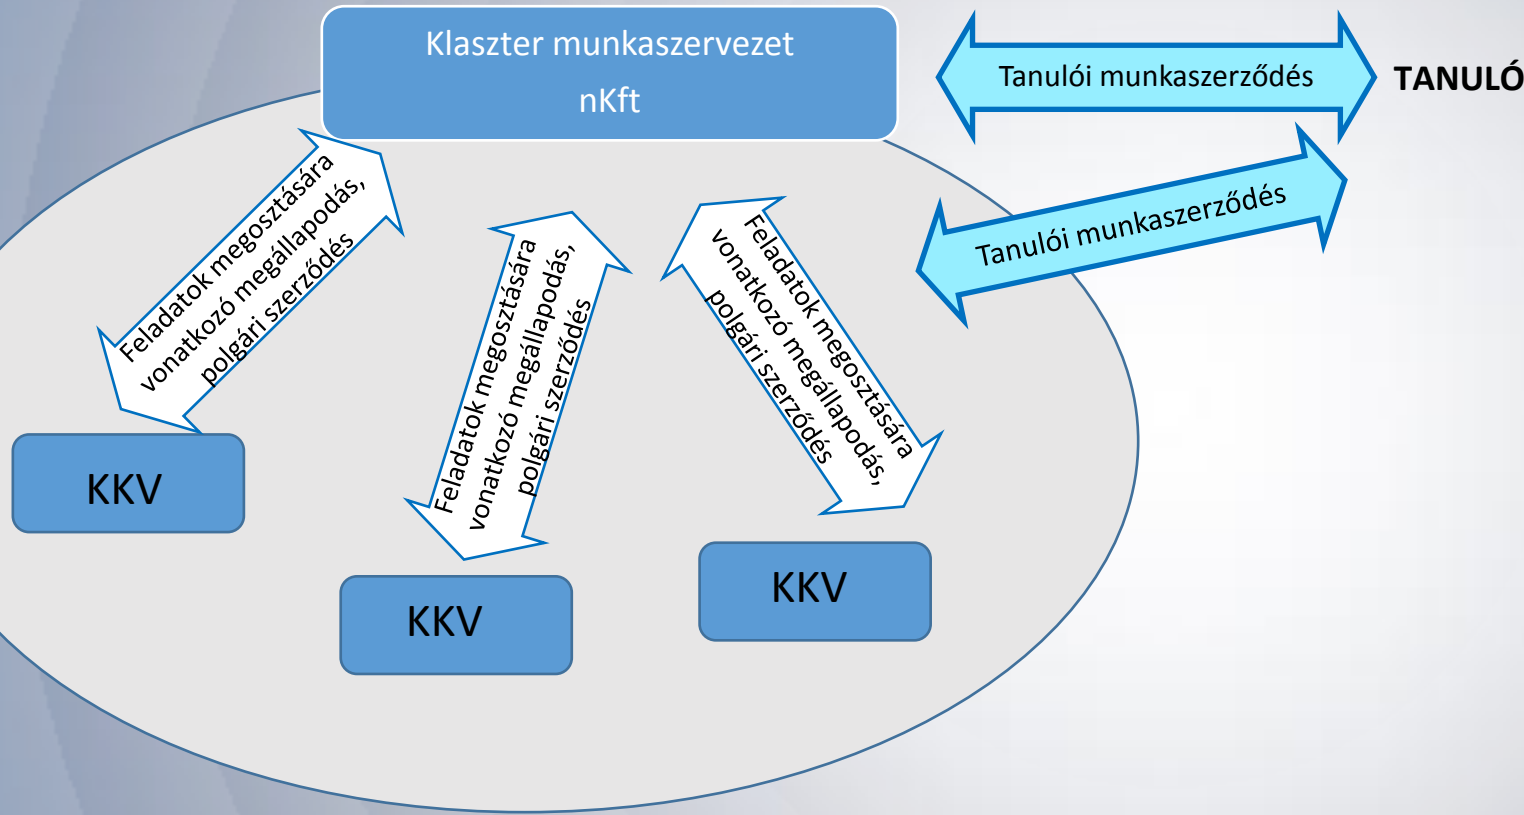 Klaszter munkaszervezet
nKft
Tanulói munkaszerződés
TANULÓ
Tanulói munkaszerződés
Feladatok megosztására
vonatkozó megállapodás,
polgári szerződés
Feladatok megosztására
vonatkozó megállapodás,
polgári szerződés
Feladatok megosztására
vonatkozó megállapodás,
polgári szerződés
KKV
KKV
KKV